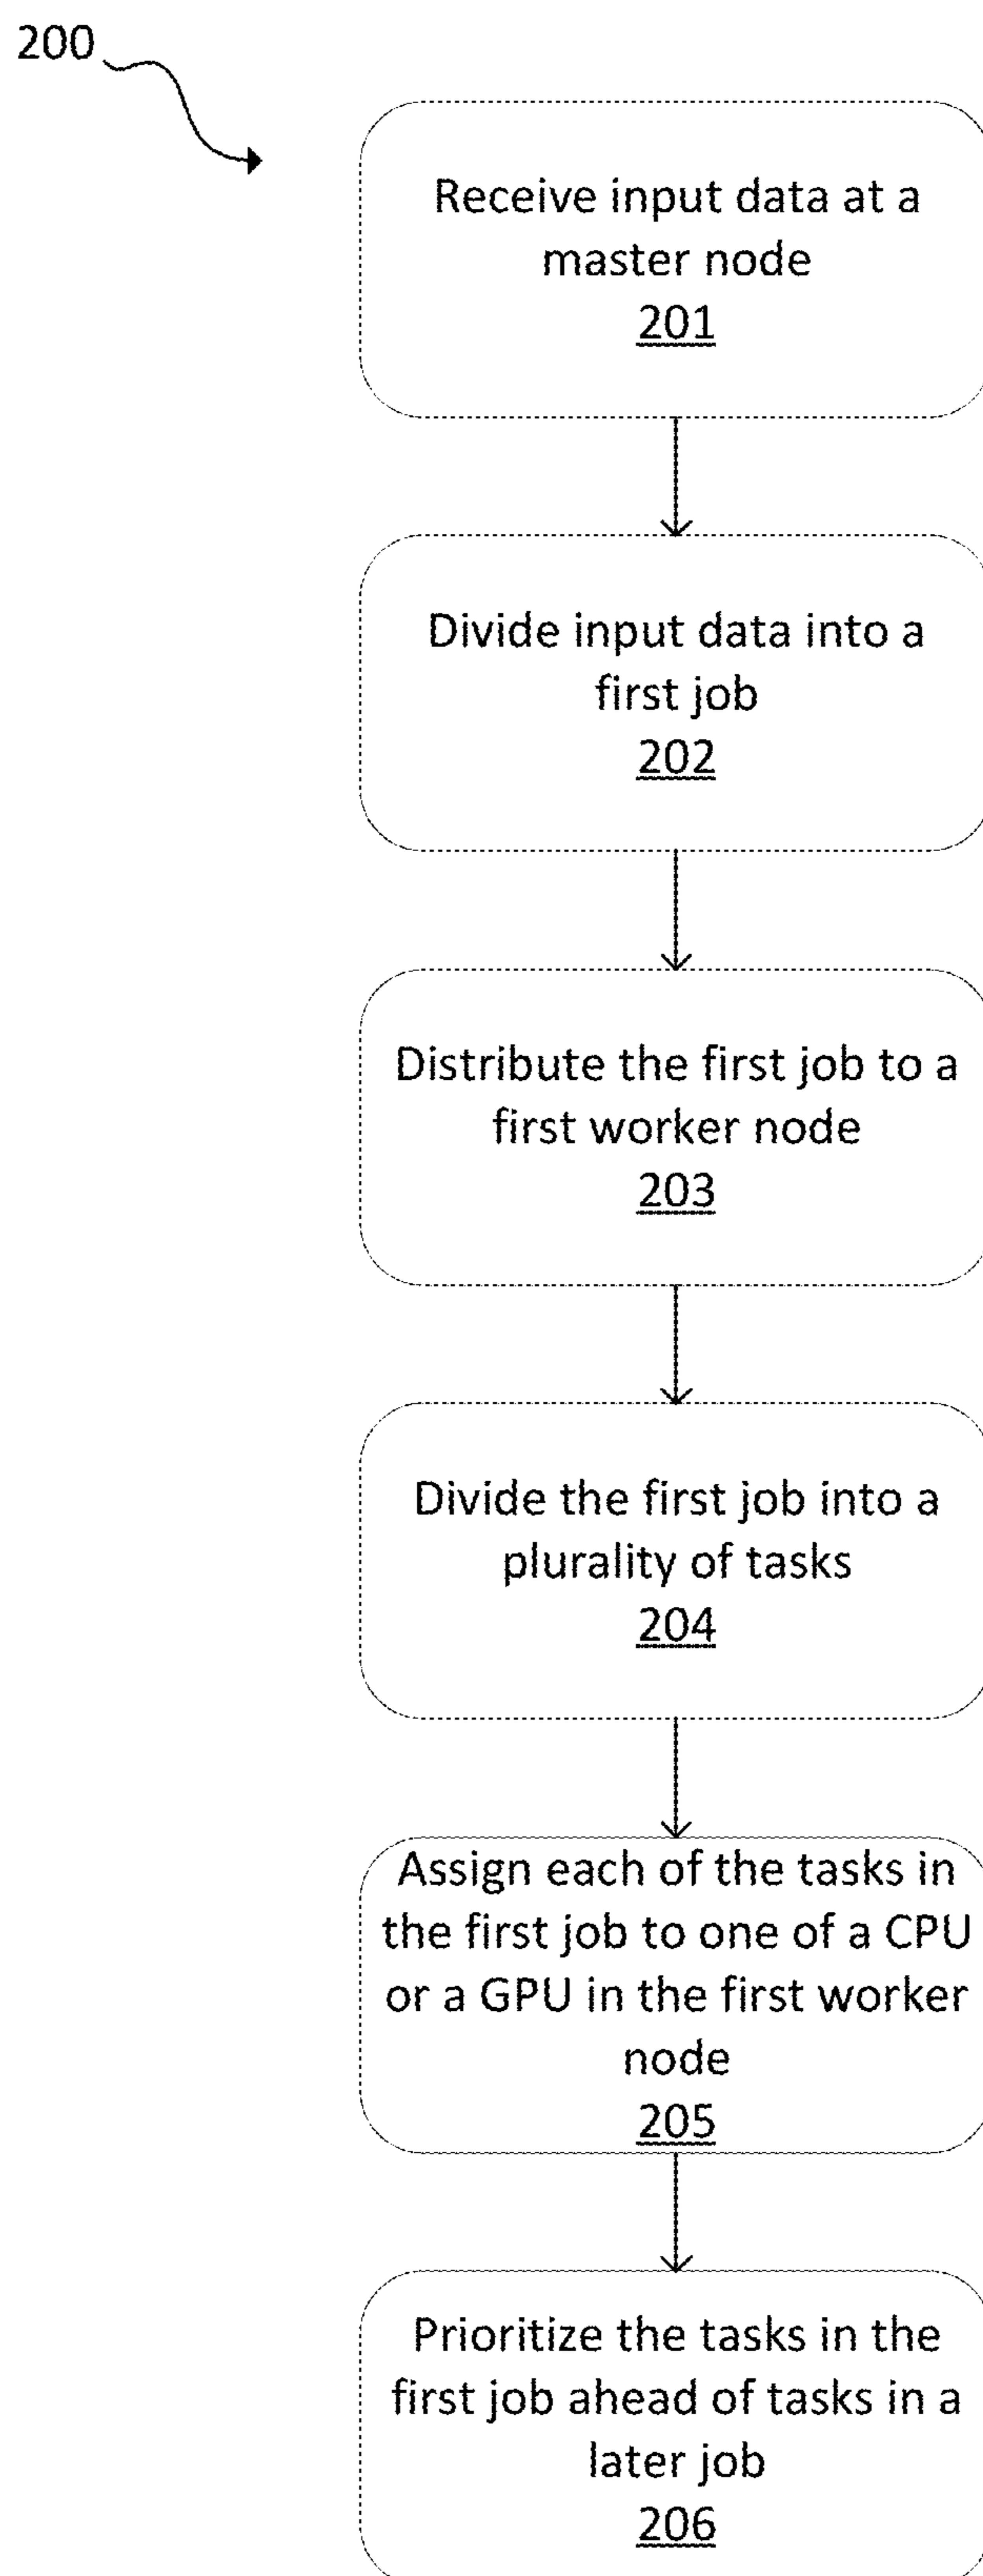 200
Receive input data at a
master node
201
Divide input data into a
first job
202
Distribute the first job to a
first worker node
203
Divide the first job into a
plurality of tasks
204
Assign each of the tasks in
the first job to one of a CPU
or a GPU in the first worker
node
205
Prioritize the tasks in the
first job ahead of tasks in a
later job
206